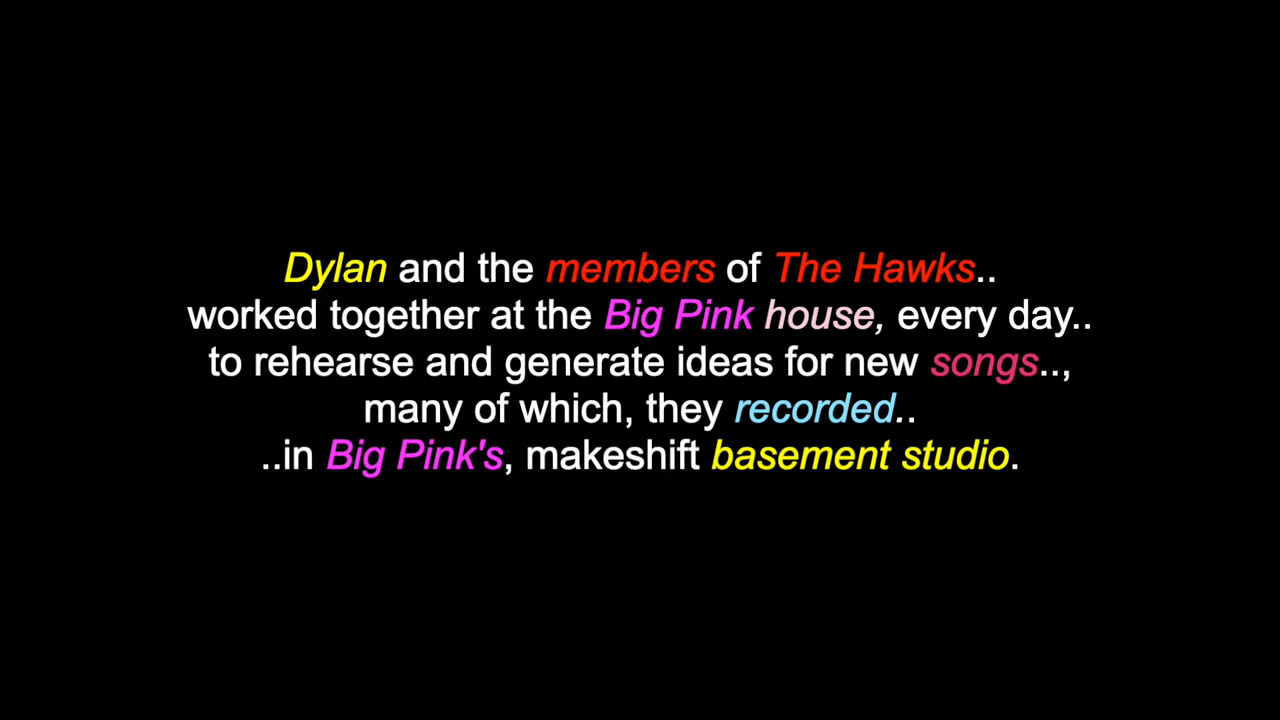 Dylan and the members of The Hawks..
worked together at the Big Pink house, every day..
to rehearse and generate ideas for new songs..,
many of which, they recorded..
..in Big Pink's, makeshift basement studio.